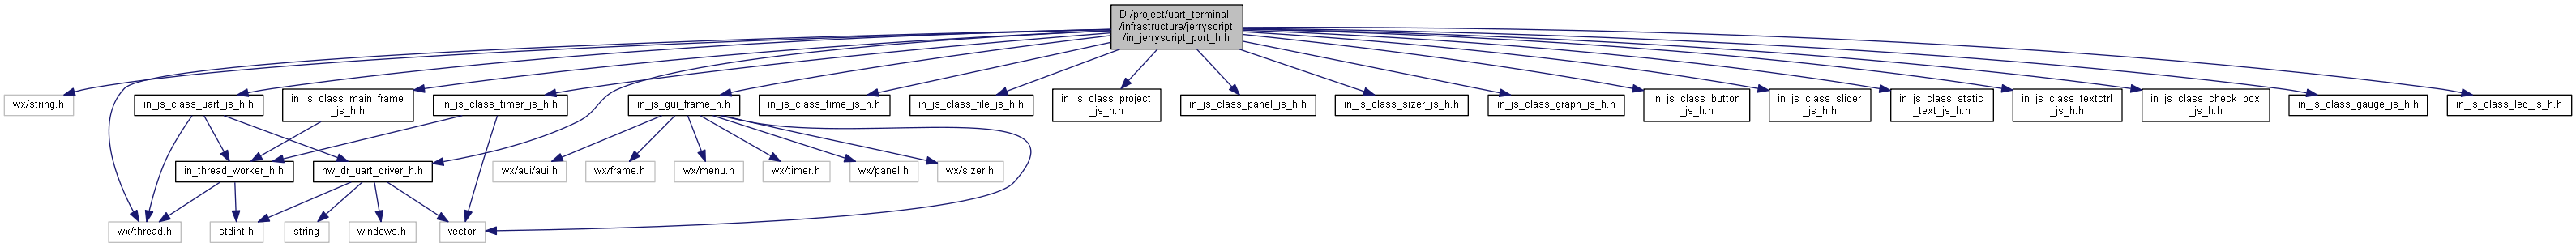 D:/project/uart_terminal
/infrastructure/jerryscript
/in_jerryscript_port_h.h
wx/string.h
in_js_class_uart_js_h.h
in_js_class_main_frame
_js_h.h
in_js_class_timer_js_h.h
in_js_gui_frame_h.h
in_js_class_time_js_h.h
in_js_class_file_js_h.h
in_js_class_project
_js_h.h
in_js_class_panel_js_h.h
in_js_class_sizer_js_h.h
in_js_class_graph_js_h.h
in_js_class_button
_js_h.h
in_js_class_slider
_js_h.h
in_js_class_static
_text_js_h.h
in_js_class_textctrl
_js_h.h
in_js_class_check_box
_js_h.h
in_js_class_gauge_js_h.h
in_js_class_led_js_h.h
in_thread_worker_h.h
hw_dr_uart_driver_h.h
wx/aui/aui.h
wx/frame.h
wx/menu.h
wx/timer.h
wx/panel.h
wx/sizer.h
wx/thread.h
stdint.h
string
windows.h
vector